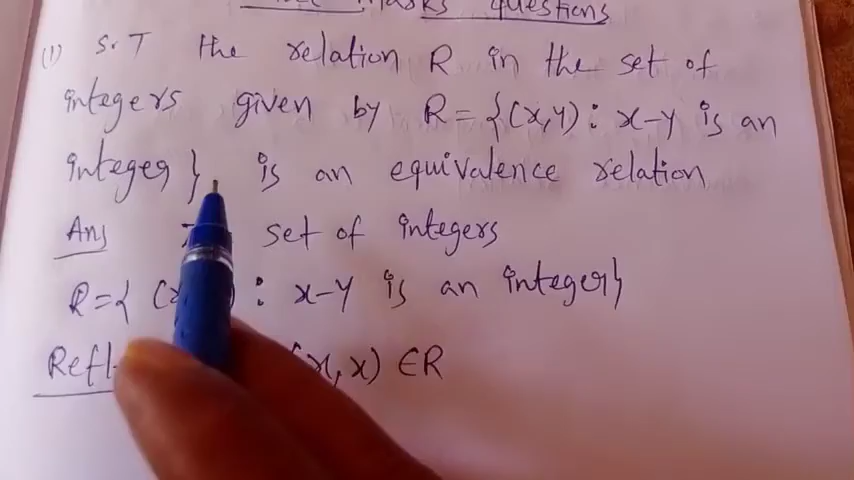 Marks Questions
(1) S.T the relation R in the set of
integers given by R = {(x,y) : x-y is an
integer} is an equivalence relation
Ans set of integers
R = { (x : x-y is an integer}
Refl (x, x) ∈ R